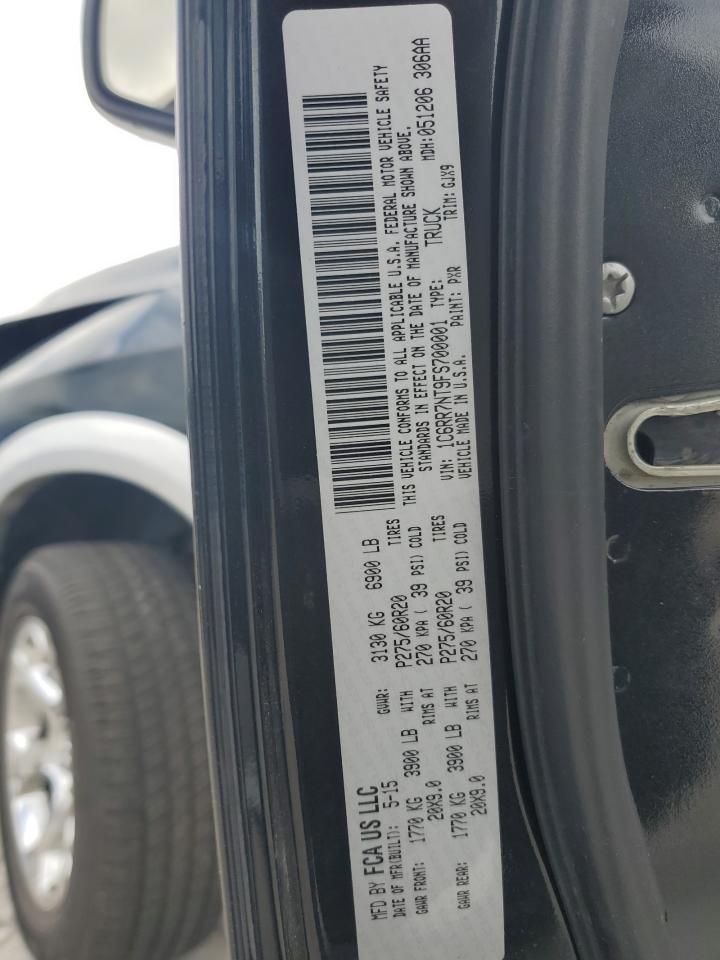 MFD BY FCA US LLC
DATE OF MFR(BUILT): 5-15 GVWR: 3130 KG 6900 LB
GAWR FRONT: 1770 KG 3900 LB WITH P275/60R20 TIRES
20X9.0 RIMS AT 270 KPA ( 39 PSI) COLD
GAWR REAR: 1770 KG 3900 LB WITH P275/60R20 TIRES
20X9.0 RIMS AT 270 KPA ( 39 PSI) COLD
THIS VEHICLE CONFORMS TO ALL APPLICABLE U.S.A. FEDERAL MOTOR VEHICLE SAFETY
STANDARDS IN EFFECT ON THE DATE OF MANUFACTURE SHOWN ABOVE.
VIN: 1C6RR7NT9FS700001 TYPE: TRUCK MDH:051206 306AA
VEHICLE MADE IN U.S.A. PAINT: PXR TRIM: GJX9